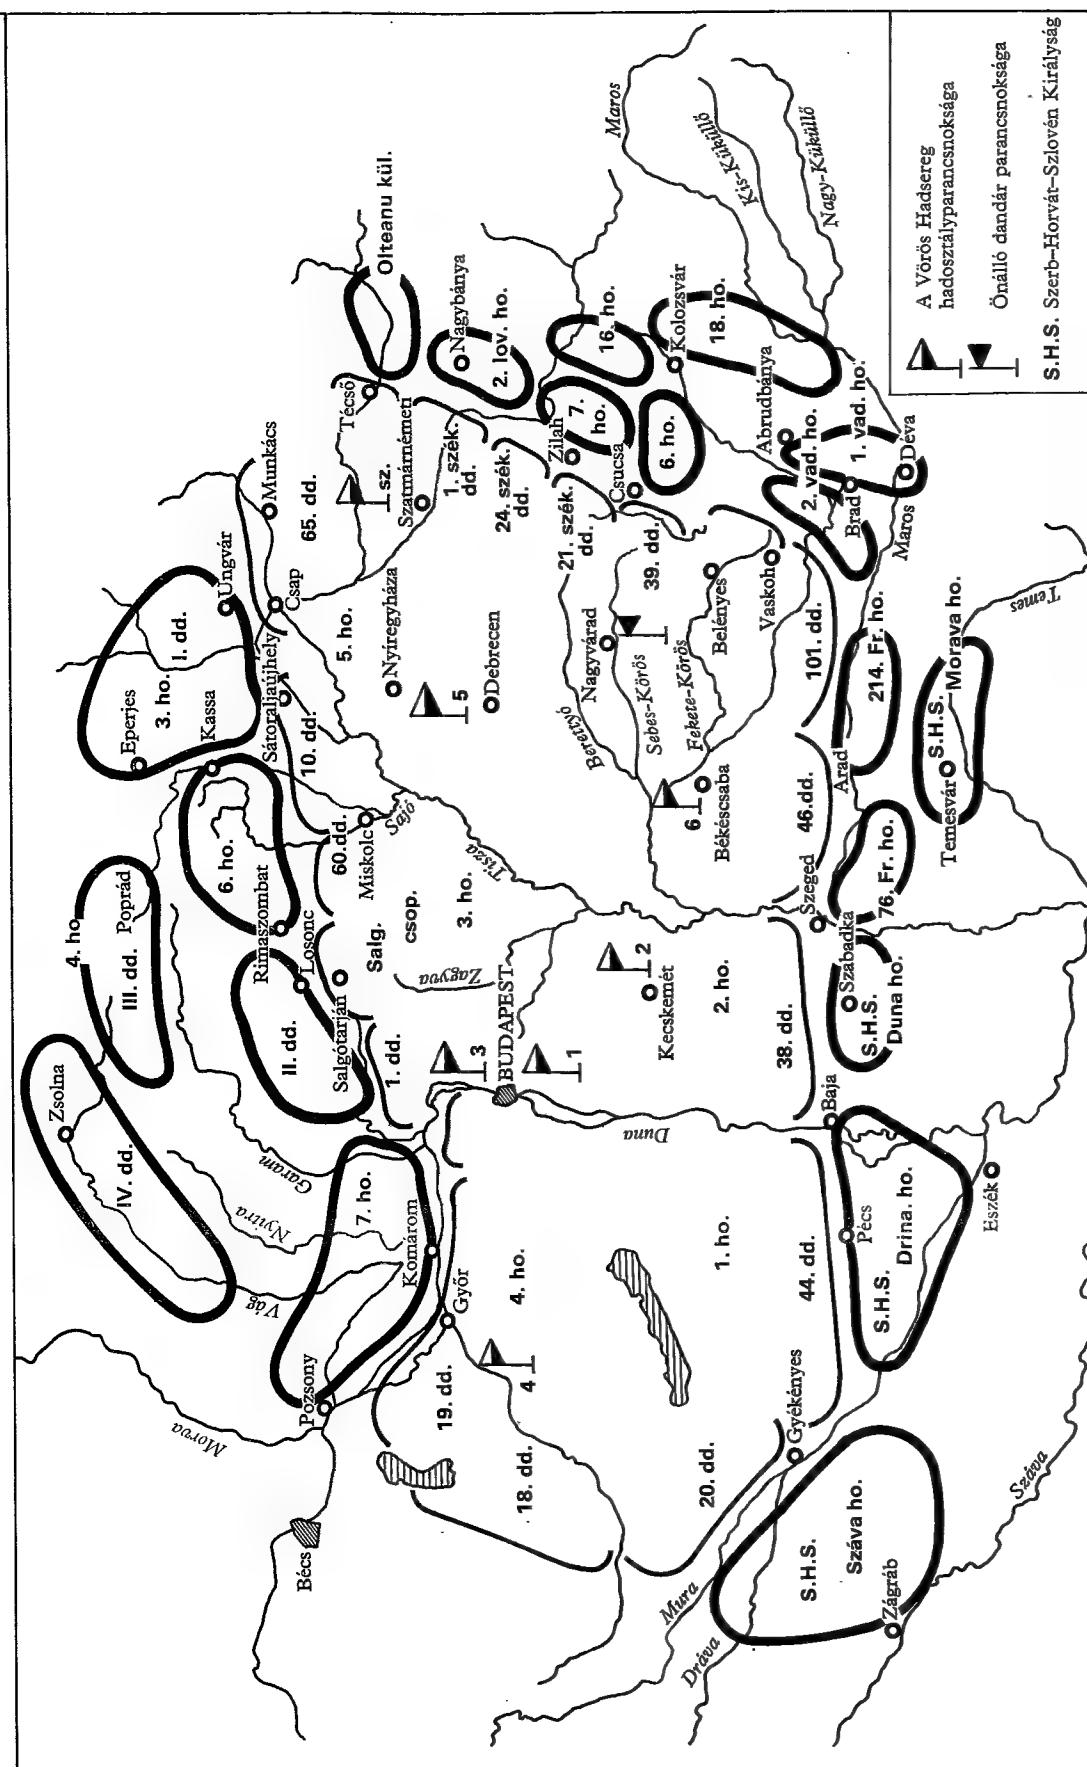 Zsolna
IV. dd.
4. ho
III. dd.
Poprád
Eperjes
3. ho.
I. dd.
Ungvár
Kassa
6. ho.
Rimaszombat
Losonc
II. dd.
Salgótarján
Morva
Vág
Nyitra
Garam
Bécs
Pozsony
7. ho.
Komárom
Győr
19. dd.
18. dd.
4
4. ho.
1. dd.
3
BUDAPEST
1
Salg.
csop.
3. ho.
Zagyva
60.dd.
Miskolc
Sajó
10. dd.
Sátoraljaújhely
Csap
Munkács
65. dd.
sz.
Técső
Olteanu kül.
Szatmárnémeti
Nagybánya
2. lov. ho.
1. szék.
dd.
24. szék.
dd.
5. ho.
Nyíregyháza
5
Debrecen
Tisza
21. szék.
dd.
Zilah
7.
ho.
16. ho.
Csucsa
6. ho.
Kolozsvár
18. ho.
Maros
Kis-Küküllő
Nagy-Küküllő
39. dd.
Berettyó
Nagyvárad
Sebes-Körös
Fekete-Körös
Belényes
Vaskoh
6
Békéscsaba
2
Kecskemét
2. ho.
Duna
1. ho.
20. dd.
44. dd.
38. dd.
46.dd.
101. dd.
Abrudbánya
2. vad. ho.
1. vad. ho.
Brad
Déva
Maros
Arad
214. Fr. ho.
Szeged
76. Fr. ho.
Szabadka
S.H.S.
Duna ho.
Temesvár
S.H.S.
Morava ho.
Temes
Baja
Pécs
S.H.S.
Drina. ho.
Eszék
Gyékényes
Mura
Dráva
S.H.S.
Száva ho.
Zágráb
Száva
A Vörös Hadsereg
hadosztályparancsnoksága
Önálló dandár parancsnoksága
S.H.S. Szerb–Horvát–Szlovén Királyság